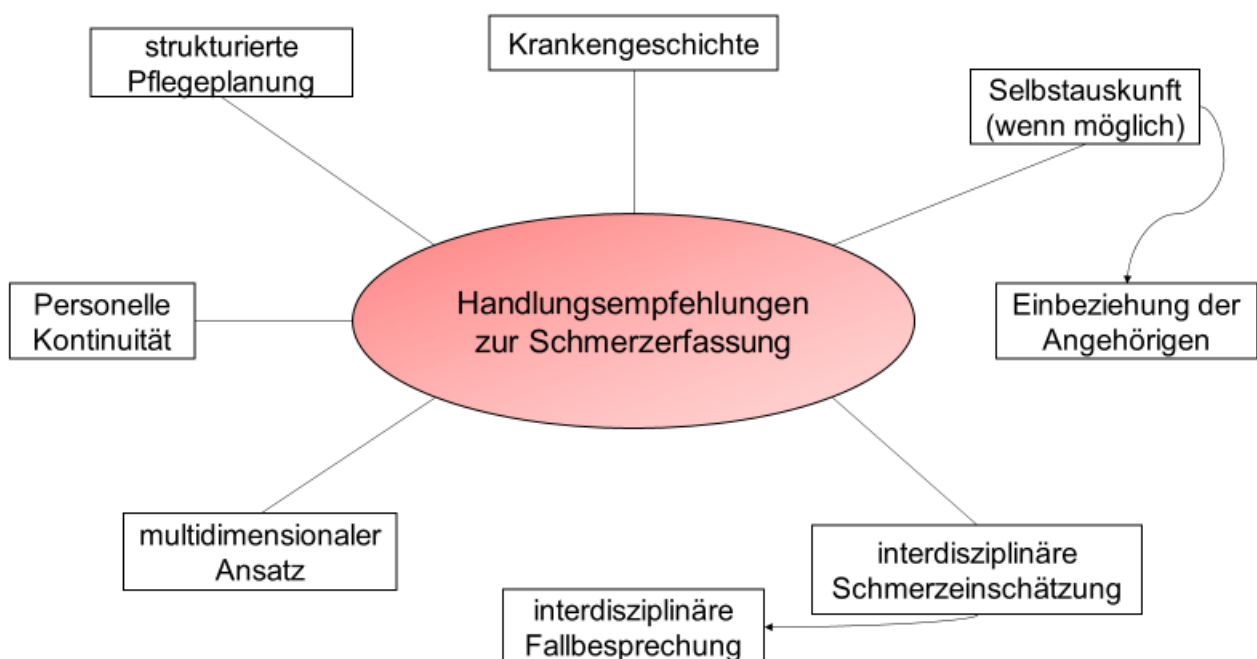 strukturierte
Pflegeplanung
Krankengeschichte
Selbstauskunft
(wenn möglich)
Personelle
Kontinuität
Handlungsempfehlungen
zur Schmerzerfassung
Einbeziehung der
Angehörigen
multidimensionaler
Ansatz
interdisziplinäre
Schmerzeinschätzung
interdisziplinäre
Fallbesprechung